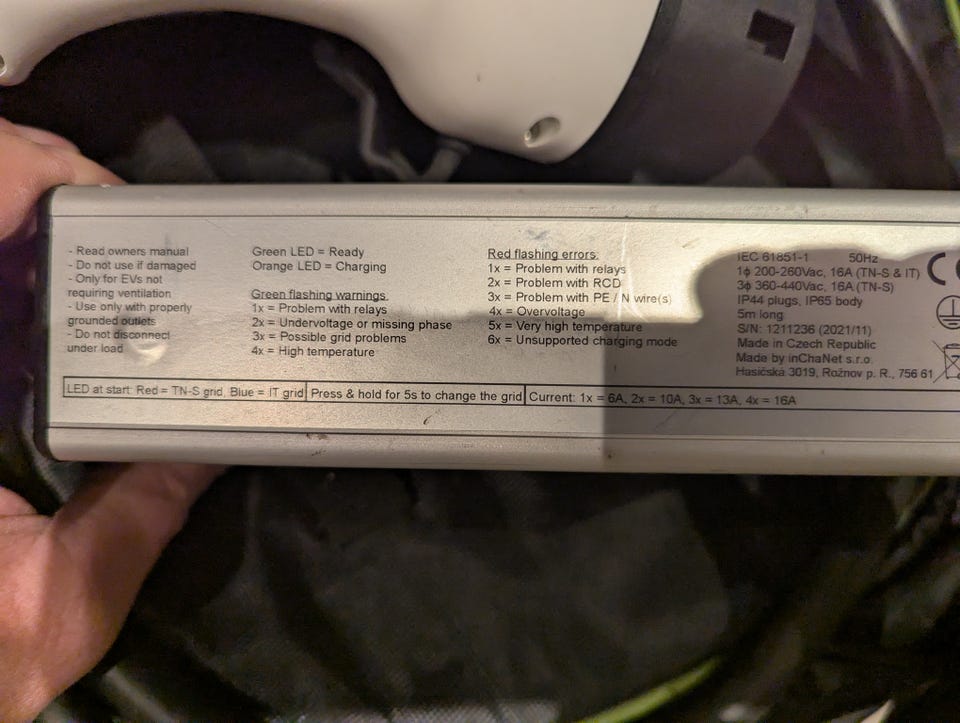 - Read owners manual
- Do not use if damaged
- Only for EVs not
requiring ventilation
- Use only with properly
grounded outlets
- Do not disconnect
under load
Green LED = Ready
Orange LED = Charging
Green flashing warnings:
1x = Problem with relays
2x = Undervoltage or missing phase
3x = Possible grid problems
4x = High temperature
Red flashing errors:
1x = Problem with relays
2x = Problem with RCD
3x = Problem with PE / N wire(s)
4x = Overvoltage
5x = Very high temperature
6x = Unsupported charging mode
IEC 61851-1 50Hz
1ϕ 200-260Vac, 16A (TN-S & IT)
3ϕ 360-440Vac, 16A (TN-S)
IP44 plugs, IP65 body
5m long
S/N: 1211236 (2021/11)
Made in Czech Republic
Made by inChaNet s.r.o.
Hasičská 3019, Rožnov p. R., 756 61
LED at start: Red = TN-S grid, Blue = IT grid
Press & hold for 5s to change the grid
Current: 1x = 6A, 2x = 10A, 3x = 13A, 4x = 16A